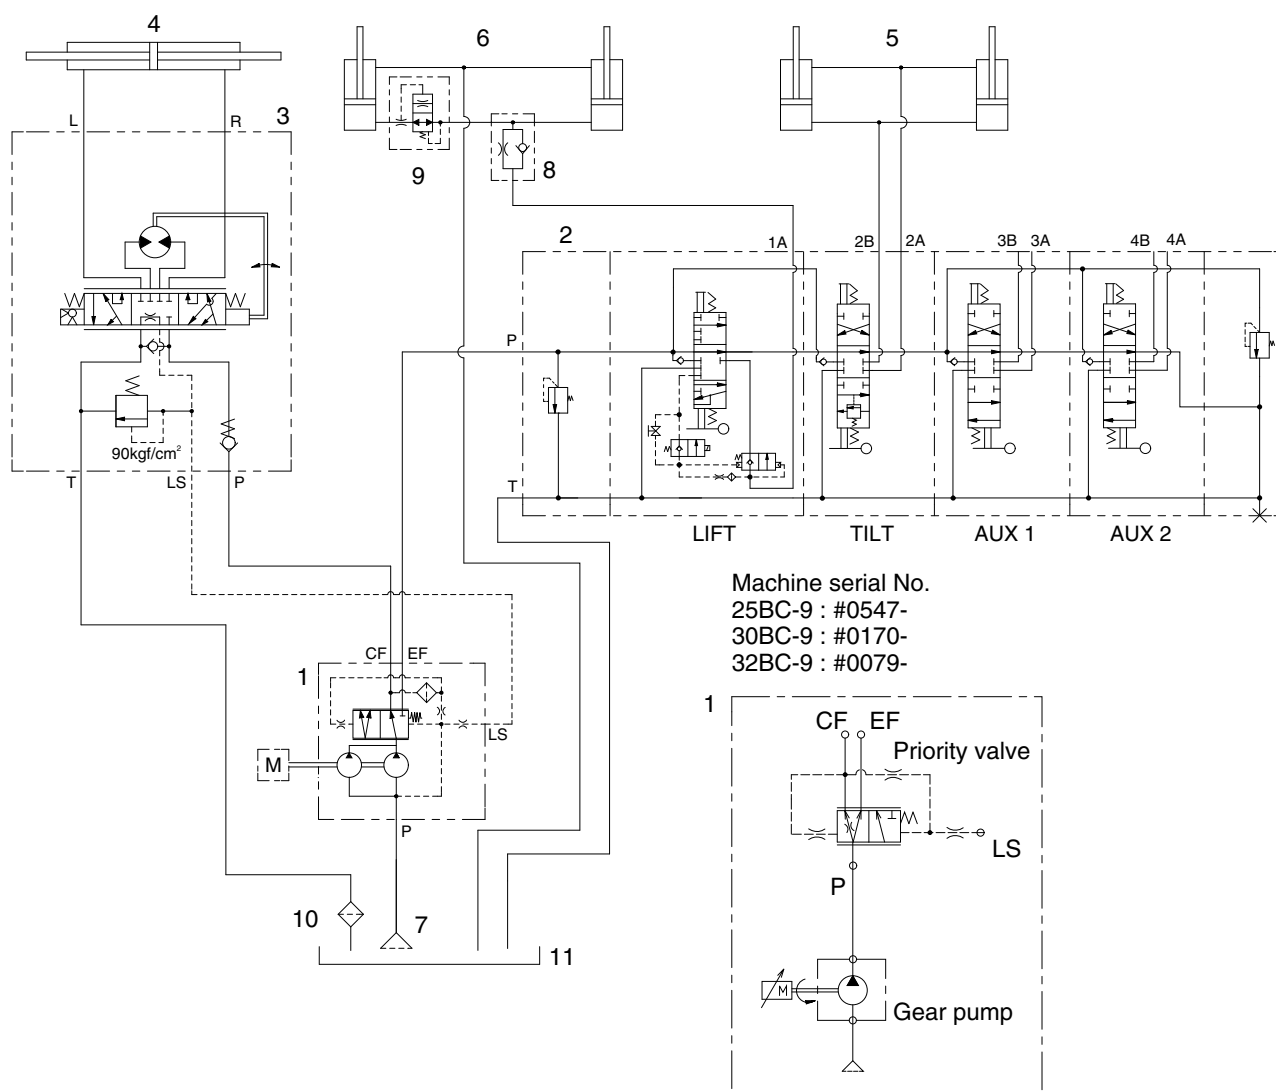 4
6
5
L
R
3
9
8
2
1A
2B
2A
3B
3A
4B
4A
P
90kgf/cm²
T
LS
P
T
LIFT
TILT
AUX 1
AUX 2
Machine serial No.
25BC-9 : #0547-
30BC-9 : #0170-
32BC-9 : #0079-
CF
EF
1
LS
M
P
10
7
11
1
CF
EF
Priority valve
LS
P
M
Gear pump